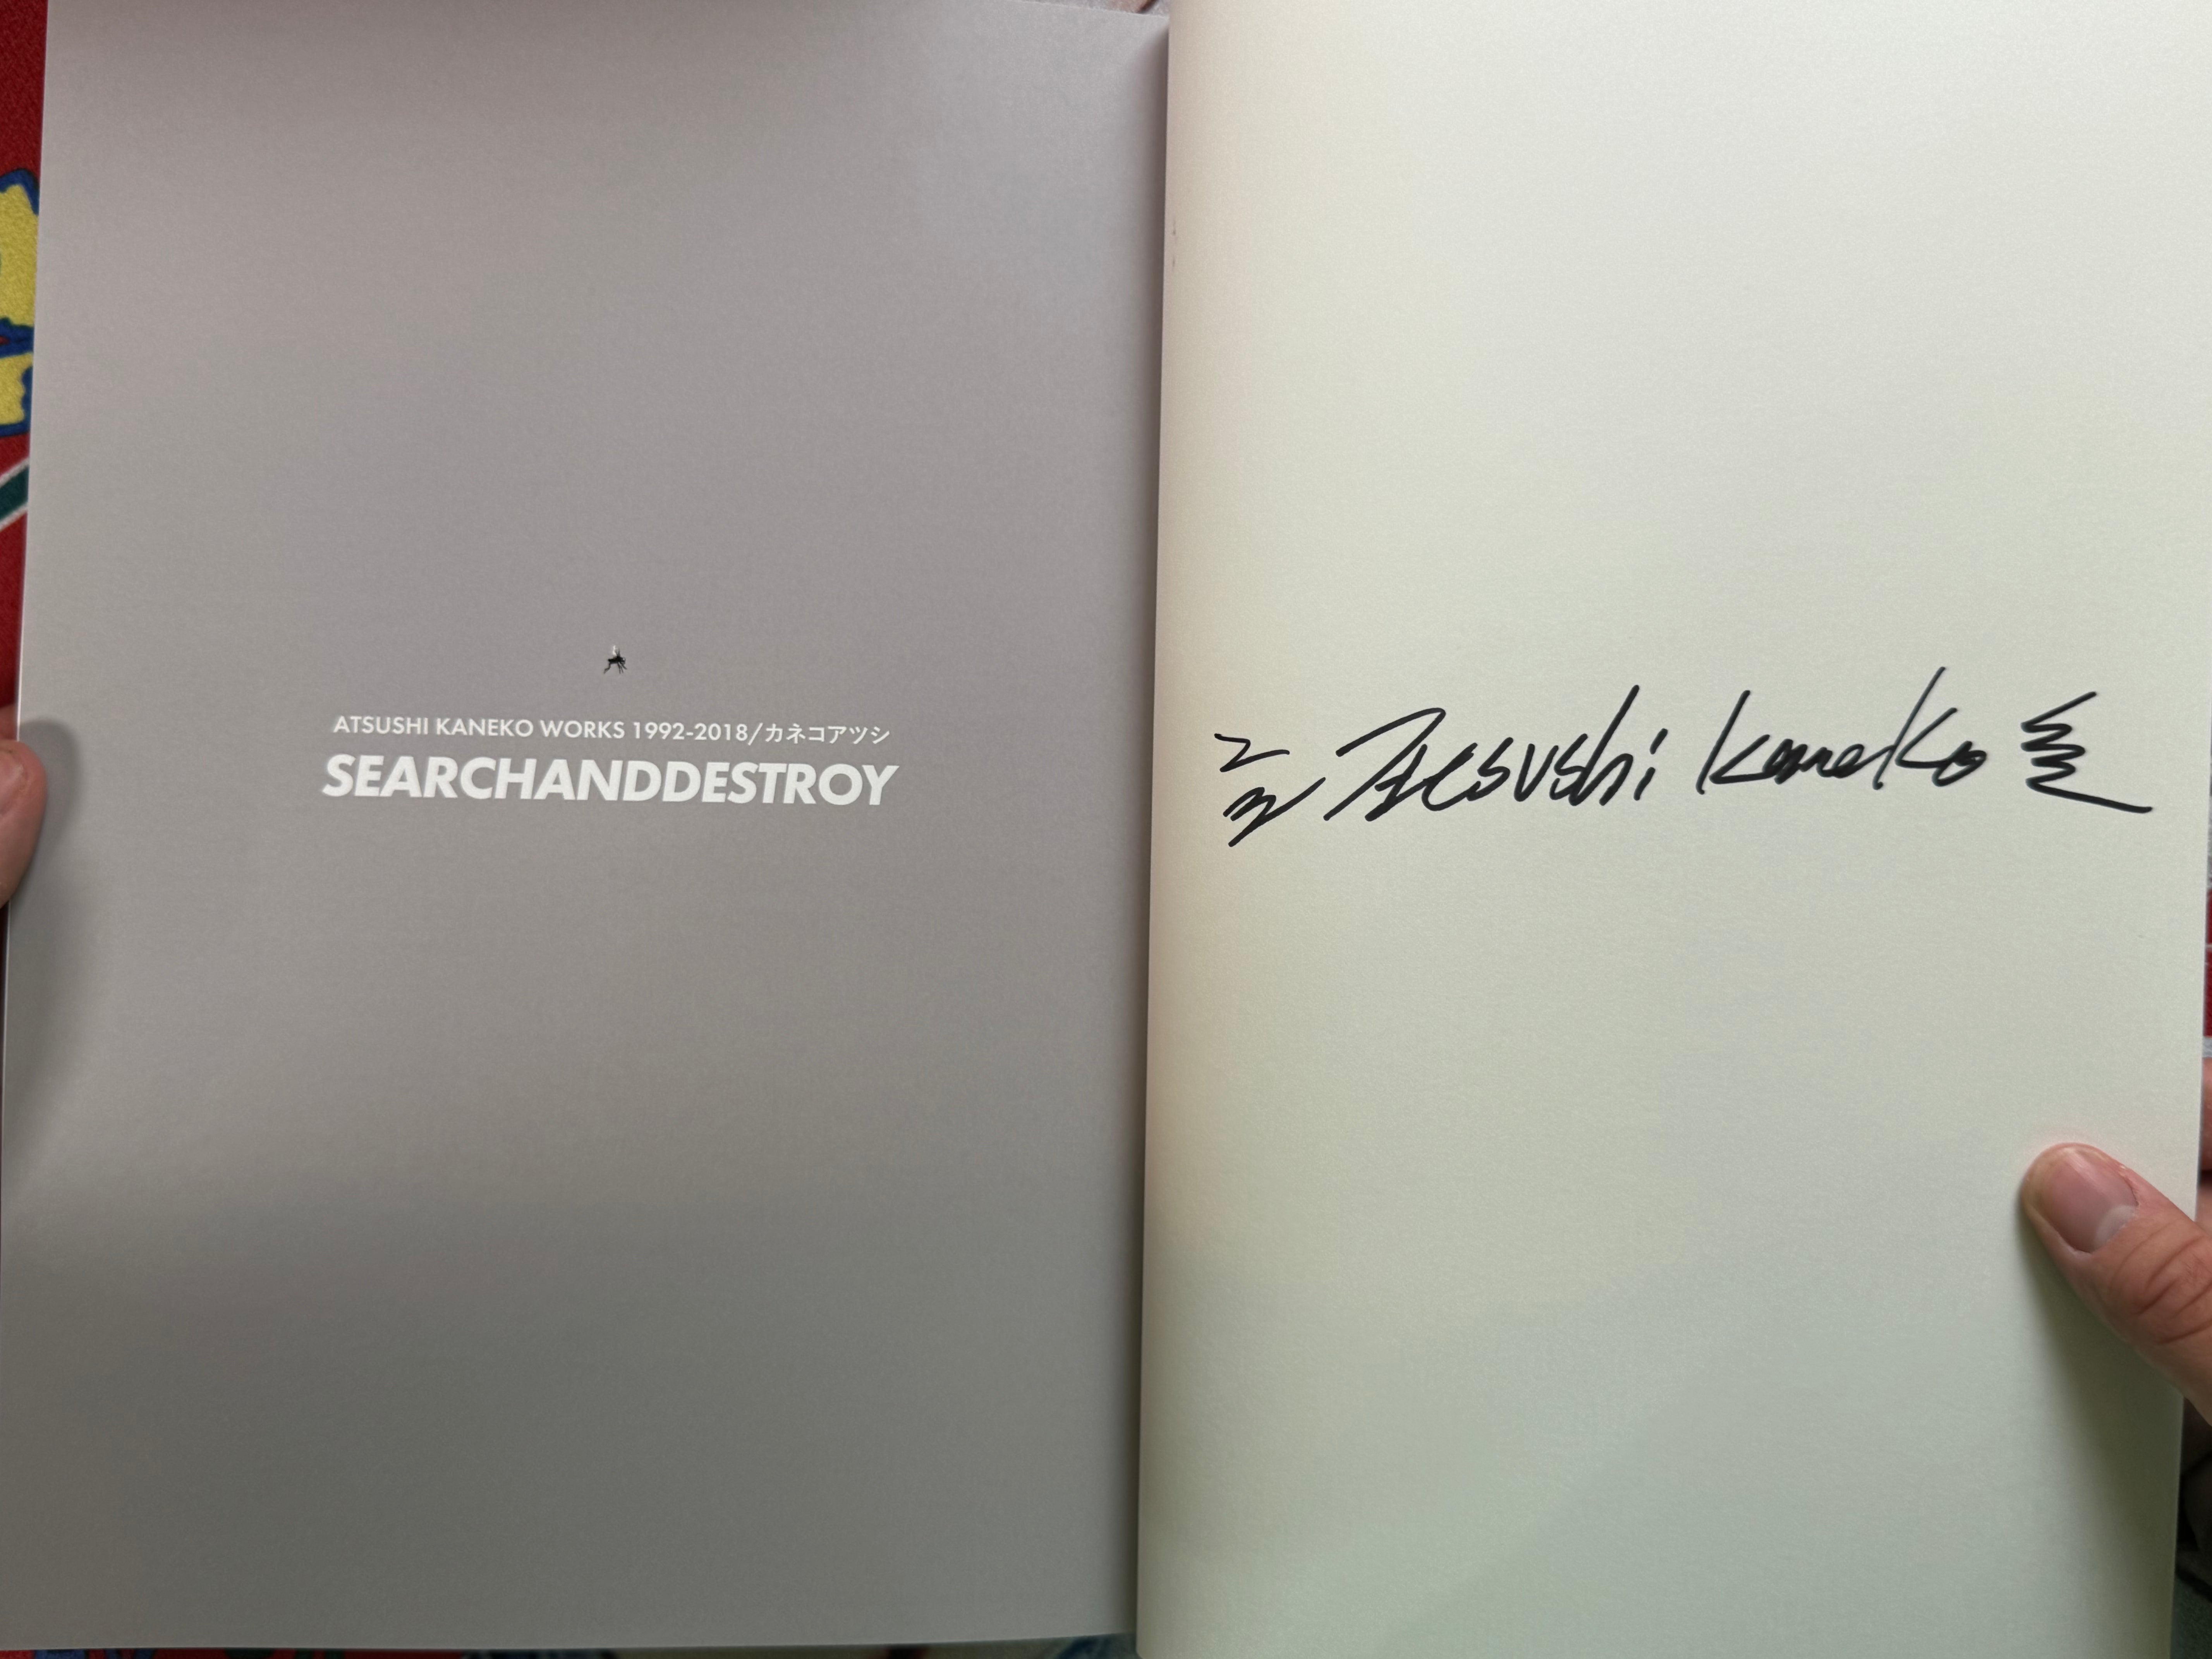 ATSUSHI KANEKO WORKS 1992-2018/カネコアツシ
SEARCHANDDESTROY
Atsushi Kaneko